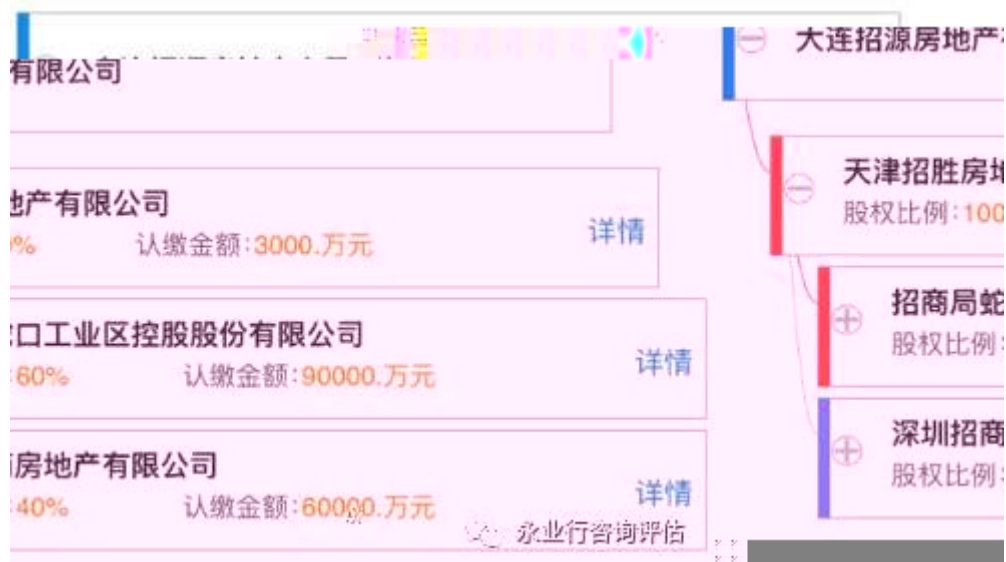 有限公司
大连招源房地产
地产有限公司
认缴金额:3000.万元
详情
天津招胜房地
股权比例:100
口工业区控股股份有限公司
60%
认缴金额:90000.万元
详情
招商局蛇
股权比例:
房地产有限公司
40%
认缴金额:60000.万元
详情
深圳招商
股权比例:
永业行咨询评估